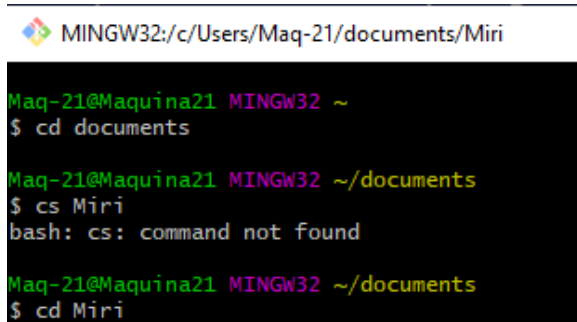 MINGW32:/c/Users/Maq-21/documents/Miri
Maq-21@Maquina21 MINGW32 ~
$ cd documents
Maq-21@Maquina21 MINGW32 ~/documents
$ cs Miri
bash: cs: command not found
Maq-21@Maquina21 MINGW32 ~/documents
$ cd Miri